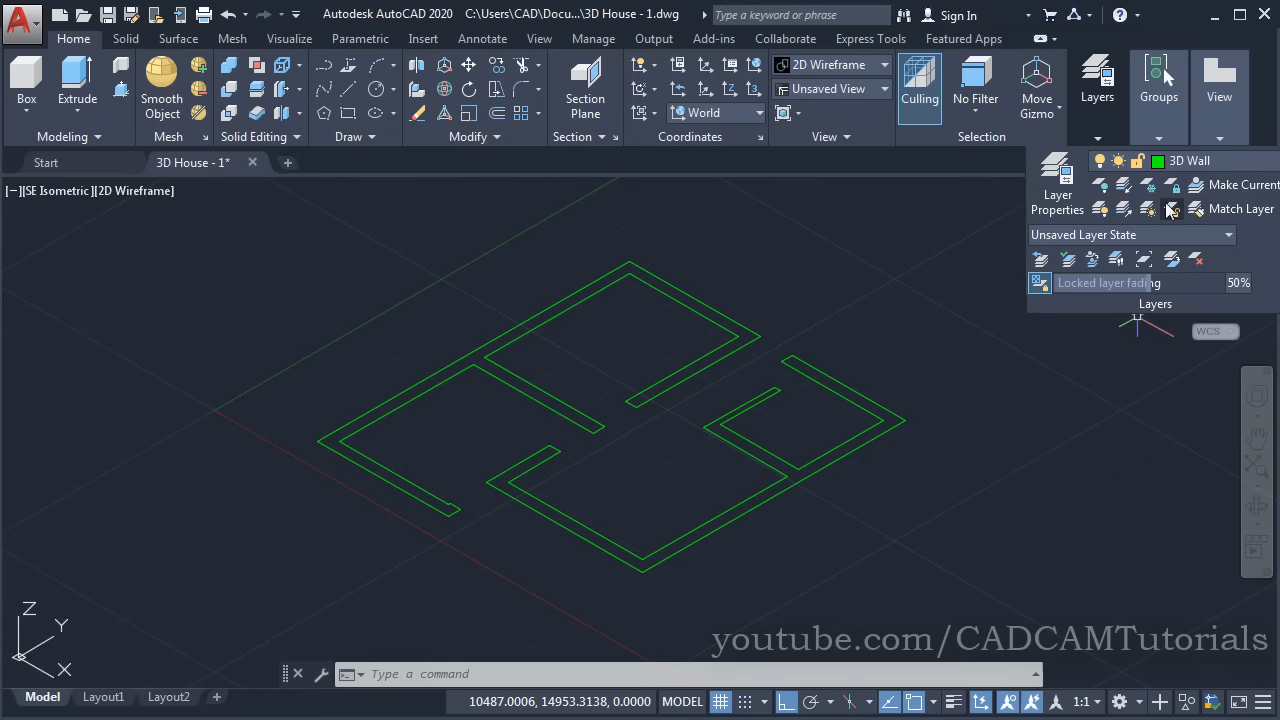 Autodesk AutoCAD 2020 C:\Users\CAD\Docu...\3D House - 1.dwg
Type a keyword or phrase
Sign In
Home Solid Surface Mesh Visualize Parametric Insert Annotate View Manage Output Add-ins Collaborate Express Tools Featured Apps
Box
Extrude
Smooth Object
Section Plane
World
2D Wireframe
Unsaved View
Culling
No Filter
Move Gizmo
Layers
Groups
View
Modeling Mesh Solid Editing Draw Modify Section Coordinates View Selection
Start
3D House - 1*
3D Wall
Layer Properties
Make Current
Match Layer
Unsaved Layer State
Locked layer fading
50%
Layers
[−][SE Isometric][2D Wireframe]
WCS
Z
Y
X
youtube.com/CADCAMTutorials
Type a command
Model Layout1 Layout2
10487.0006, 14953.3138, 0.0000 MODEL
1:1